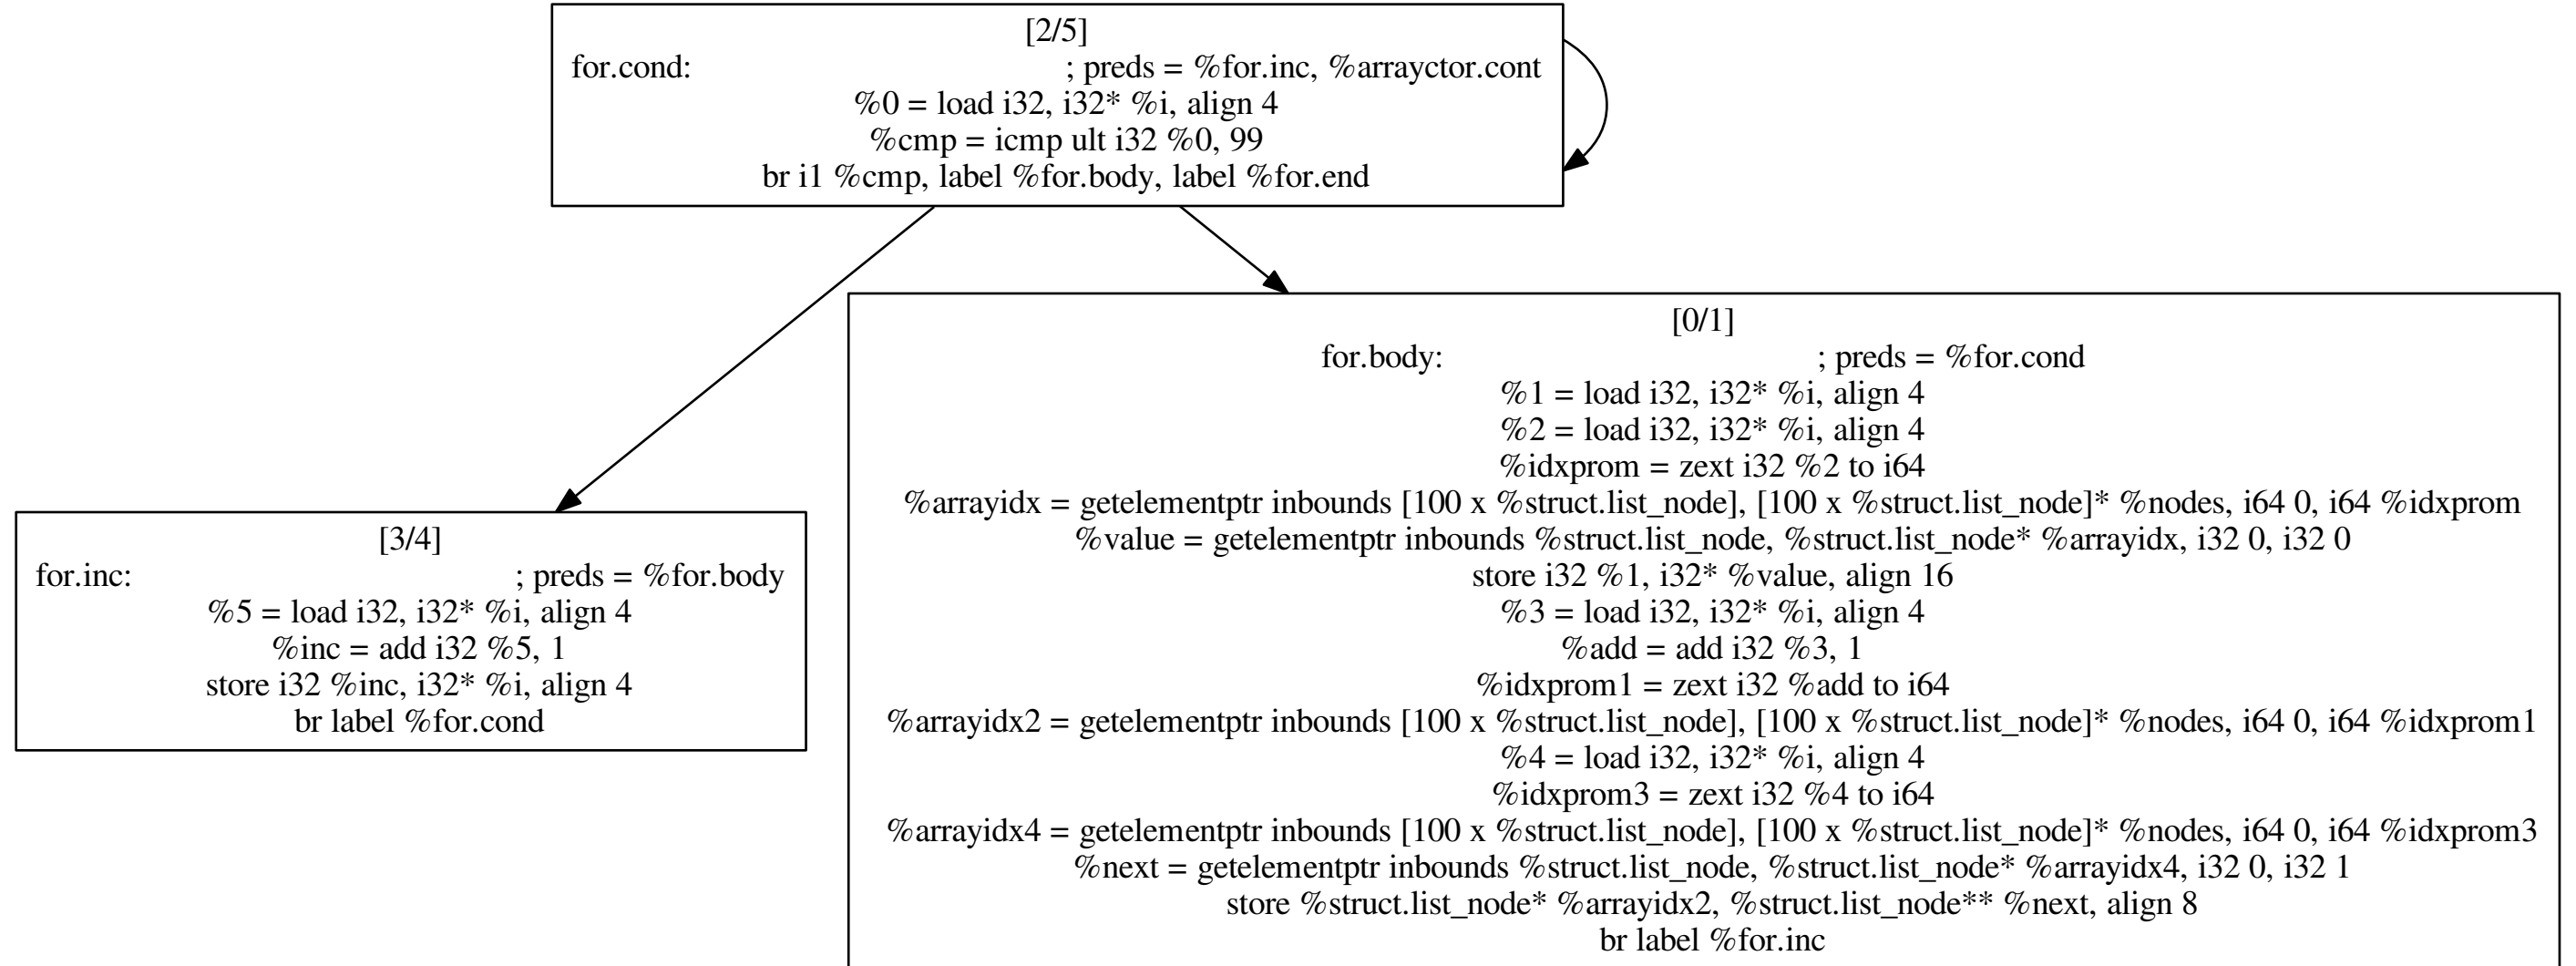 [2/5]
for.cond: ; preds = %for.inc, %arrayctor.cont
%0 = load i32, i32* %i, align 4
%cmp = icmp ult i32 %0, 99
br i1 %cmp, label %for.body, label %for.end
[0/1]
for.body: ; preds = %for.cond
%1 = load i32, i32* %i, align 4
%2 = load i32, i32* %i, align 4
%idxprom = zext i32 %2 to i64
%arrayidx = getelementptr inbounds [100 x %struct.list_node], [100 x %struct.list_node]* %nodes, i64 0, i64 %idxprom
%value = getelementptr inbounds %struct.list_node, %struct.list_node* %arrayidx, i32 0, i32 0
store i32 %1, i32* %value, align 16
%3 = load i32, i32* %i, align 4
%add = add i32 %3, 1
%idxprom1 = zext i32 %add to i64
%arrayidx2 = getelementptr inbounds [100 x %struct.list_node], [100 x %struct.list_node]* %nodes, i64 0, i64 %idxprom1
%4 = load i32, i32* %i, align 4
%idxprom3 = zext i32 %4 to i64
%arrayidx4 = getelementptr inbounds [100 x %struct.list_node], [100 x %struct.list_node]* %nodes, i64 0, i64 %idxprom3
%next = getelementptr inbounds %struct.list_node, %struct.list_node* %arrayidx4, i32 0, i32 1
store %struct.list_node* %arrayidx2, %struct.list_node** %next, align 8
br label %for.inc
[3/4]
for.inc: ; preds = %for.body
%5 = load i32, i32* %i, align 4
%inc = add i32 %5, 1
store i32 %inc, i32* %i, align 4
br label %for.cond